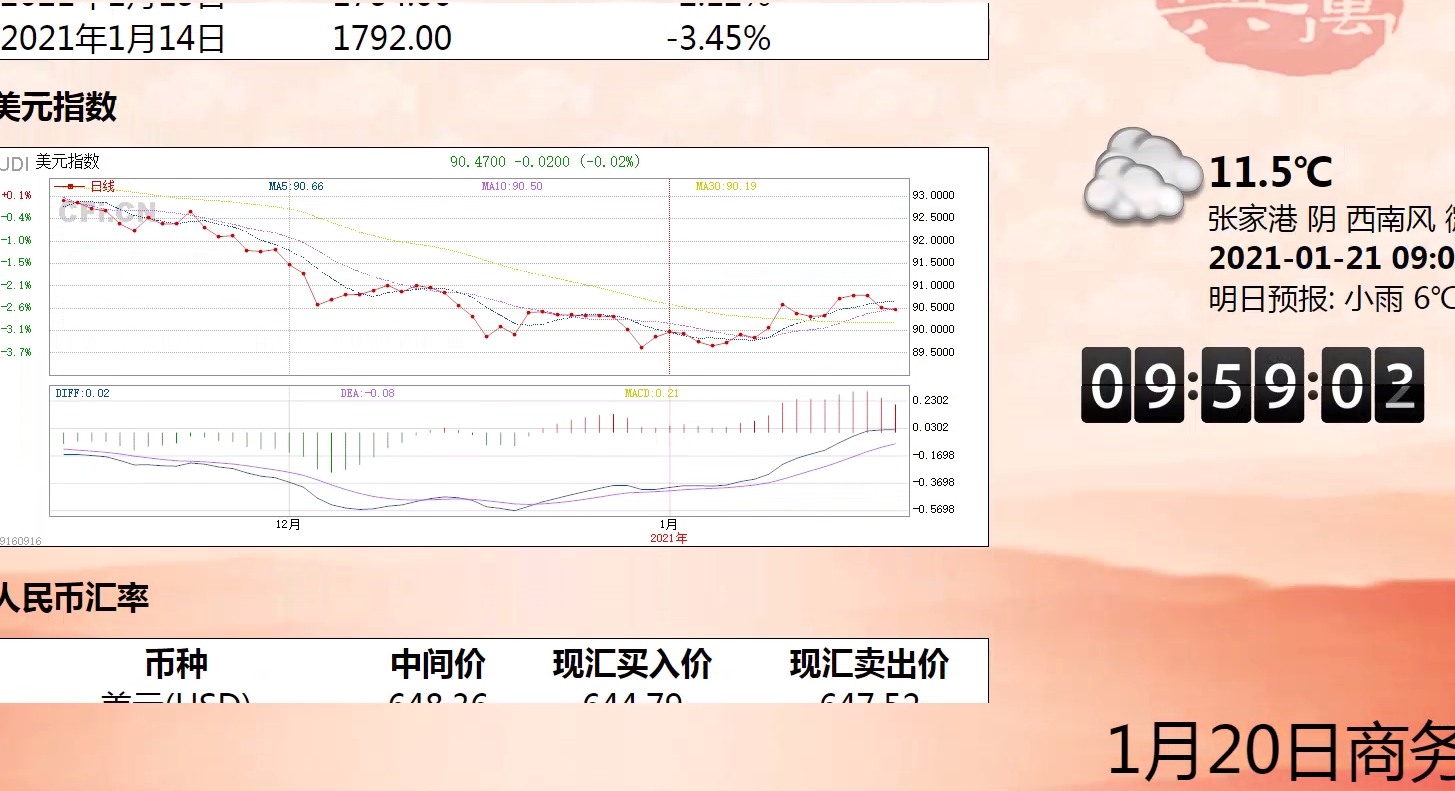 2021年1月14日 1792.00 -3.45%
美元指数
UDI 美元指数 90.4700 -0.0200 (-0.02%)
日线 MA5:90.66 MA10:90.50 MA30:90.19
CFI.CN
+0.1% 93.0000
-0.4% 92.5000
-1.0% 92.0000
-1.5% 91.5000
-2.1% 91.0000
-2.6% 90.5000
-3.1% 90.0000
-3.7% 89.5000
DIFF:0.02 DEA:-0.08 MACD:0.21
0.2302
0.0302
-0.1698
-0.3698
-0.5698
12月 1月
2021年
9160916
人民币汇率
币种 中间价 现汇买入价 现汇卖出价
美元(USD) 648.36 644.79 647.52
11.5℃
张家港 阴 西南风
2021-01-21 09:0
明日预报: 小雨 6℃
09:59:02
1月20日商务